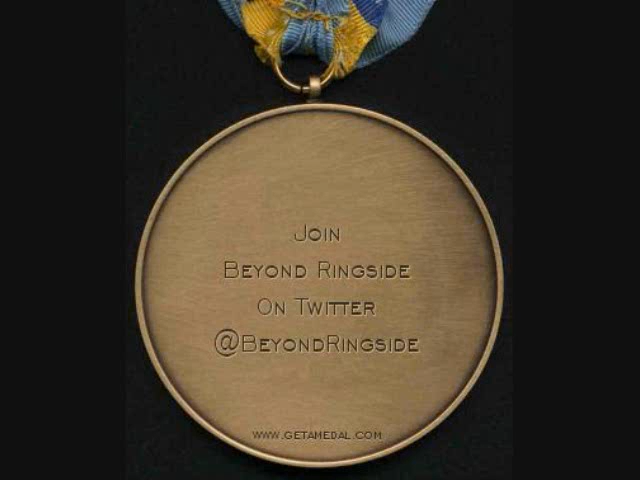 Join
Beyond Ringside
On Twitter
@BeyondRingside
www.getamedal.com